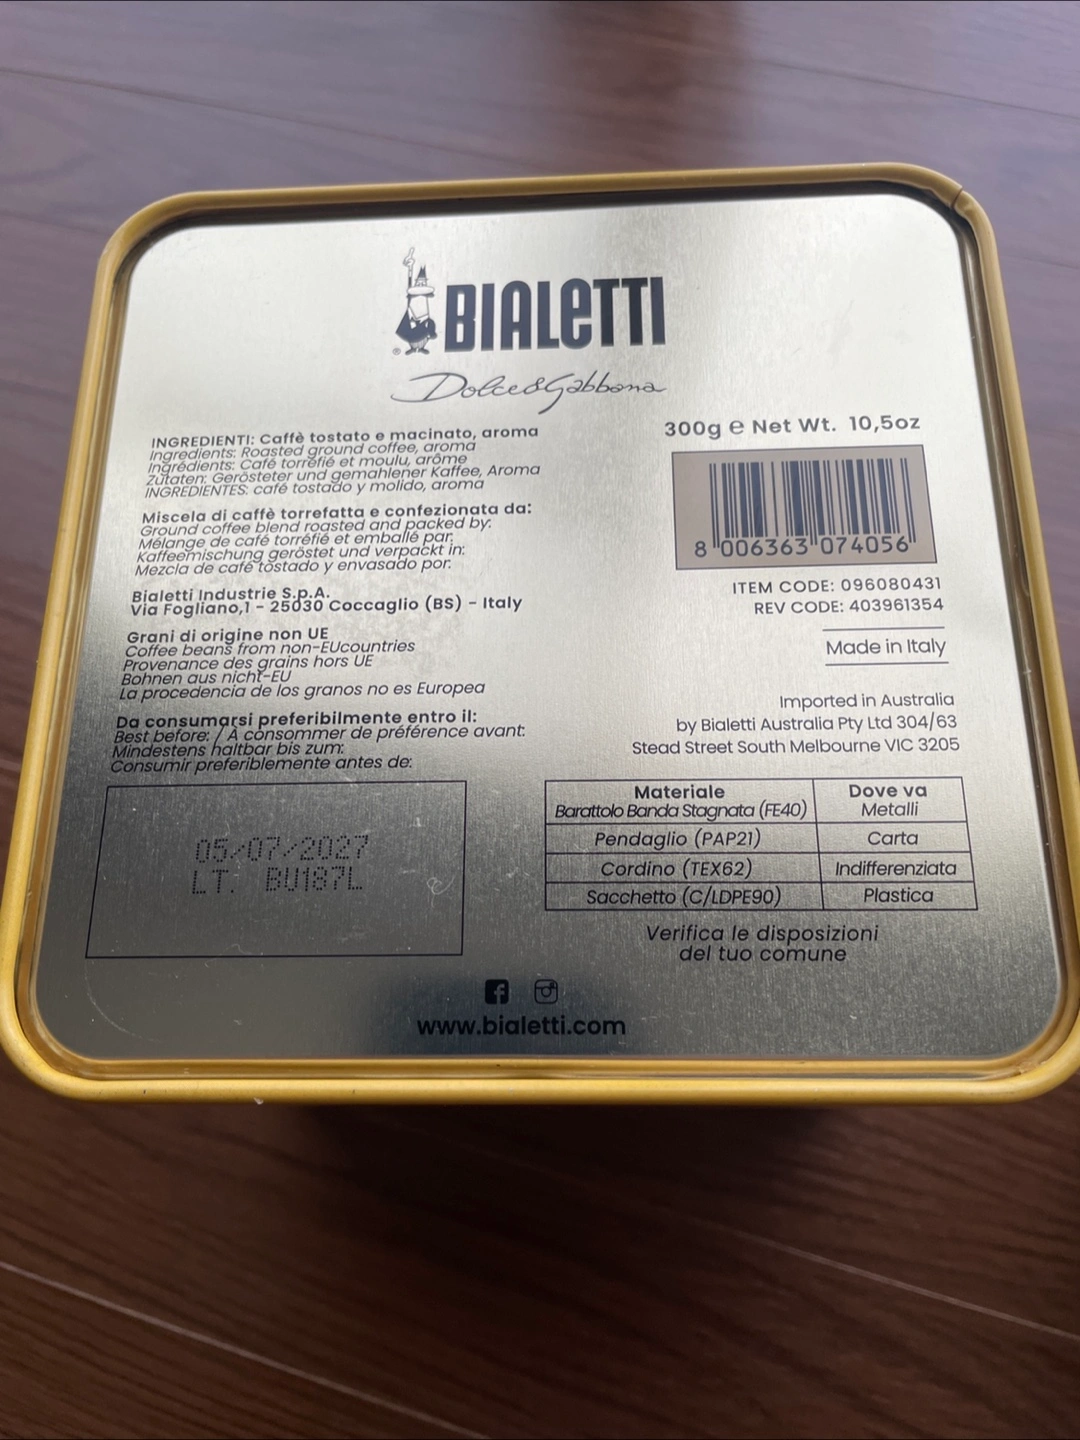 BIALETTI
Dolce&Gabbana
INGREDIENTI: Caffè tostato e macinato, aroma
Ingredients: Roasted ground coffee, aroma
Ingrédients: Café torréfié et moulu, arôme
Zutaten: Gerösteter und gemahlener Kaffee, Aroma
INGREDIENTES: café tostado y molido, aroma
Miscela di caffè torrefatta e confezionata da:
Ground coffee blend roasted and packed by:
Mélange de café torréfié et emballé par:
Kaffeemischung geröstet und verpackt in:
Mezcla de café tostado y envasado por:
Bialetti Industrie S.p.A.
Via Fogliano,1 - 25030 Coccaglio (BS) - Italy
Grani di origine non UE
Coffee beans from non-EUcountries
Provenance des grains hors UE
Bohnen aus nicht-EU
La procedencia de los granos no es Europea
Da consumarsi preferibilmente entro il:
Best before: / À consommer de préférence avant:
Mindestens haltbar bis zum:
Consumir preferiblemente antes de:
05/07/2027
LT. BU187L
300g e Net Wt. 10,5oz
8 006363 074056
ITEM CODE: 096080431
REV CODE: 403961354
Made in Italy
Imported in Australia
by Bialetti Australia Pty Ltd 304/63
Stead Street South Melbourne VIC 3205
Materiale Dove va
Barattolo Banda Stagnata (FE40) Metalli
Pendaglio (PAP21) Carta
Cordino (TEX62) Indifferenziata
Sacchetto (C/LDPE90) Plastica
Verifica le disposizioni
del tuo comune
www.bialetti.com